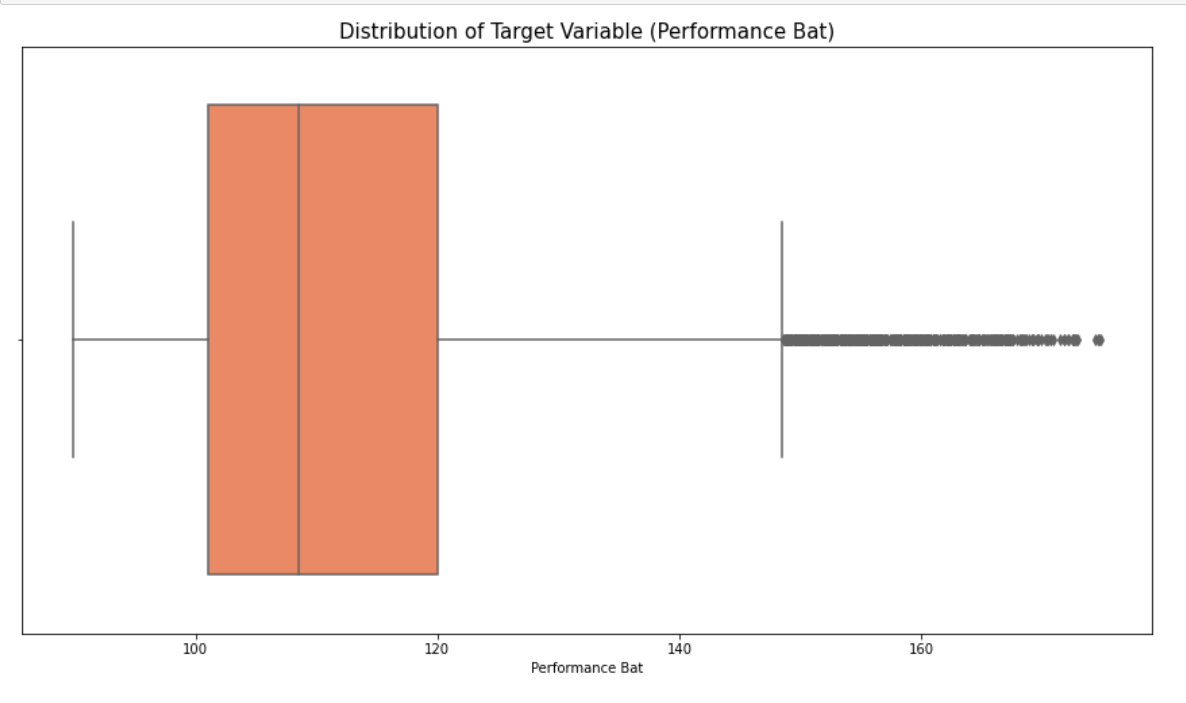 Distribution of Target Variable (Performance Bat)
100 120 140 160
Performance Bat